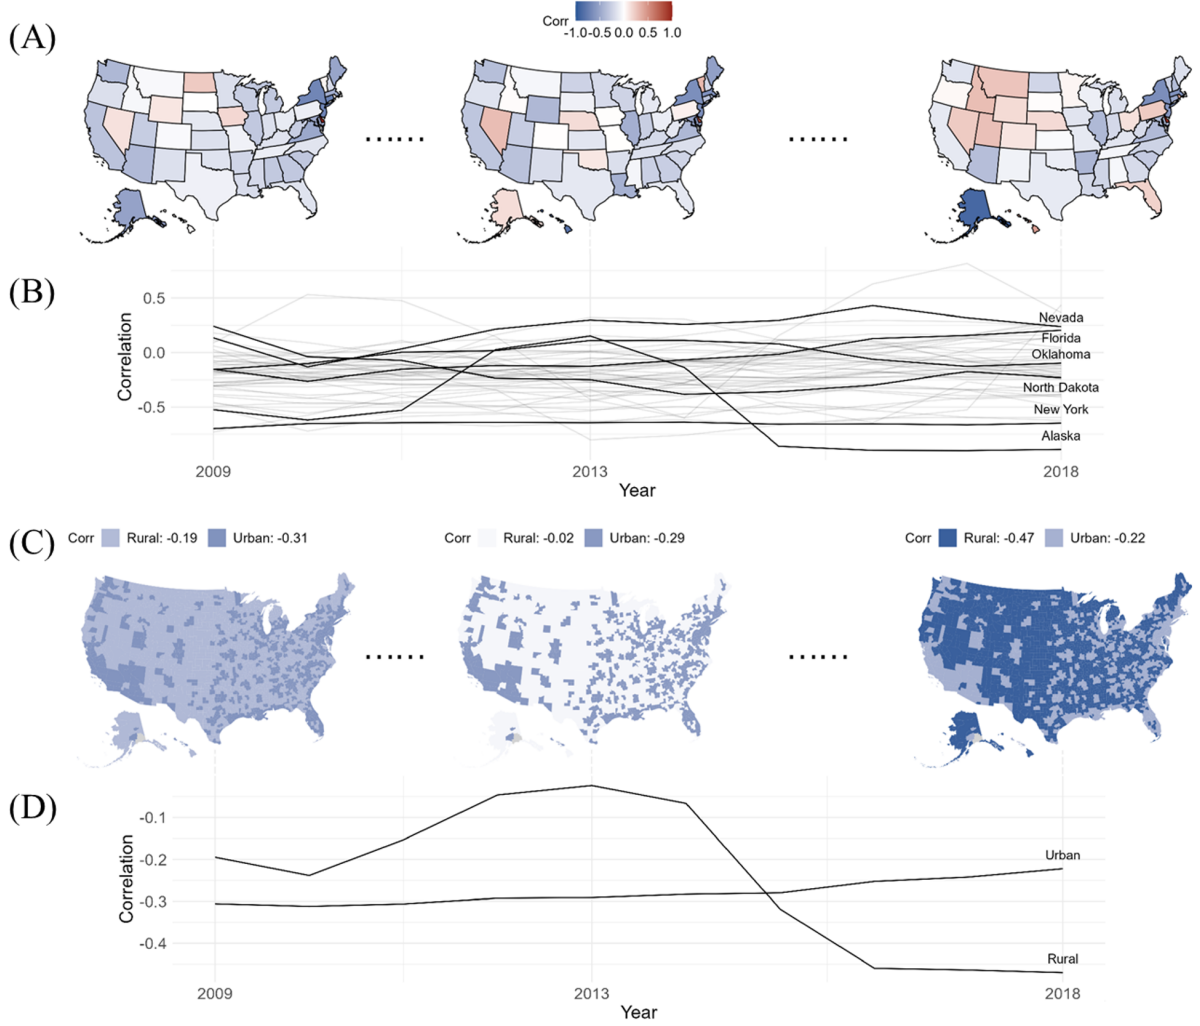 (A)
Corr
-1.0 -0.5 0.0 0.5 1.0
...... ......
(B)
Correlation
0.5
0.0
-0.5
Nevada
Florida
Oklahoma
North Dakota
New York
Alaska
2009 2013 2018
Year
(C)
Corr Rural: -0.19 Urban: -0.31
Corr Rural: -0.02 Urban: -0.29
Corr Rural: -0.47 Urban: -0.22
...... ......
(D)
Correlation
-0.1
-0.2
-0.3
-0.4
Urban
Rural
2009 2013 2018
Year